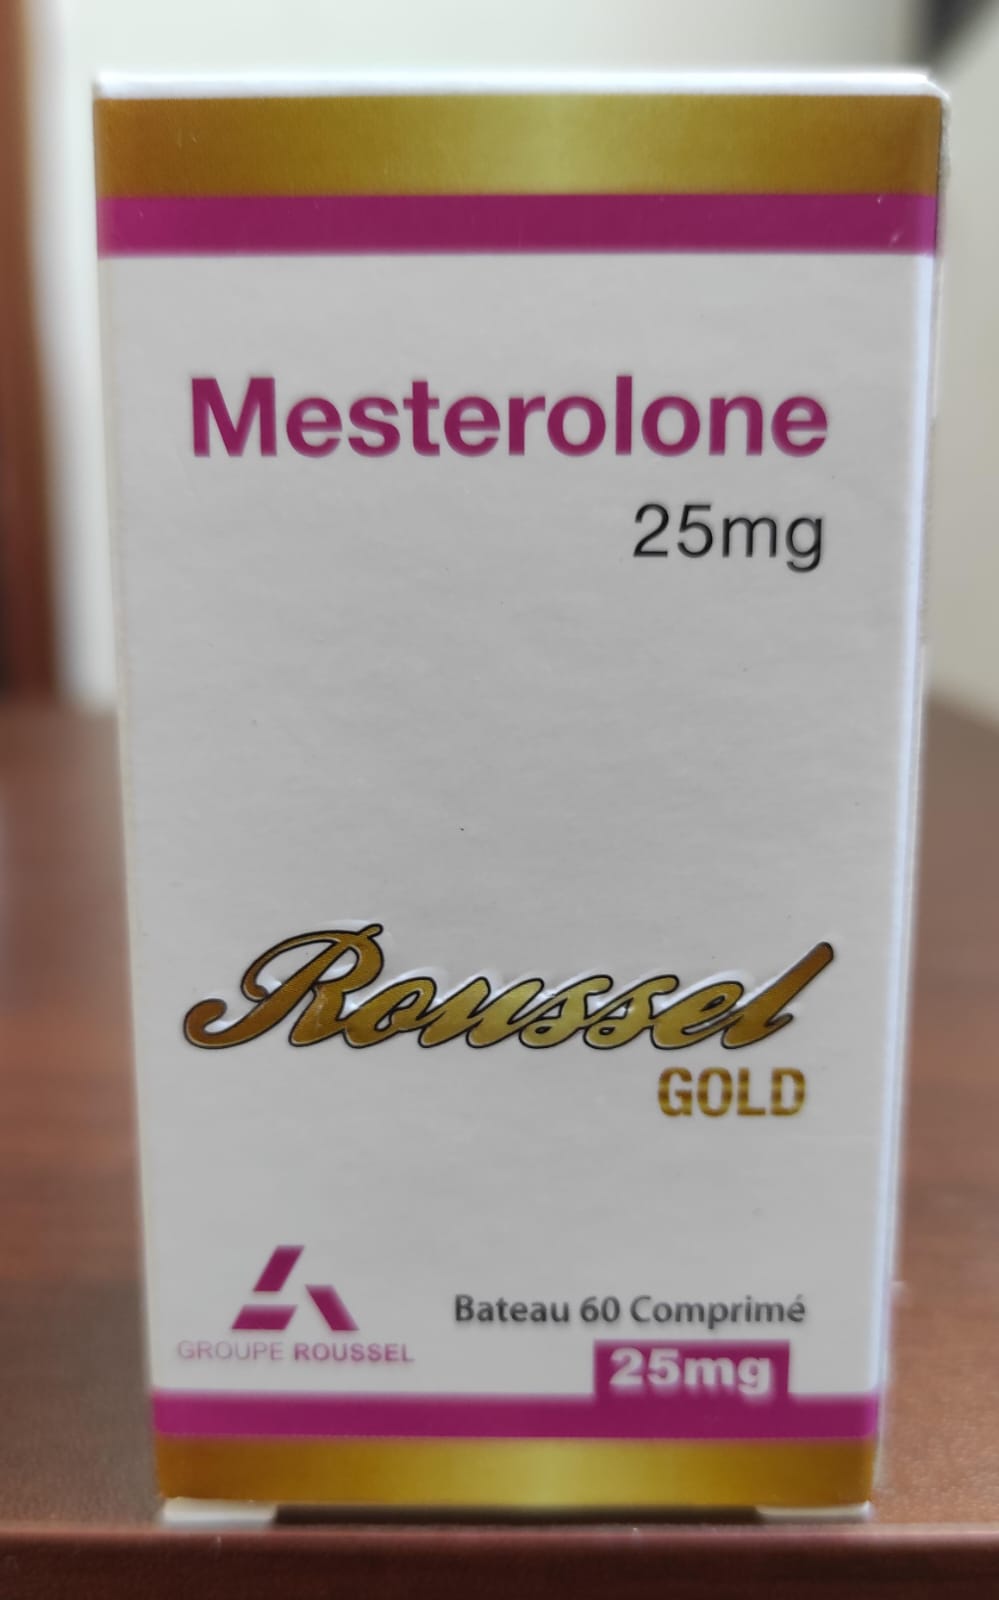 Mesterolone
25mg
Roussel
GOLD
GROUPE ROUSSEL
Bateau 60 Comprimé
25mg